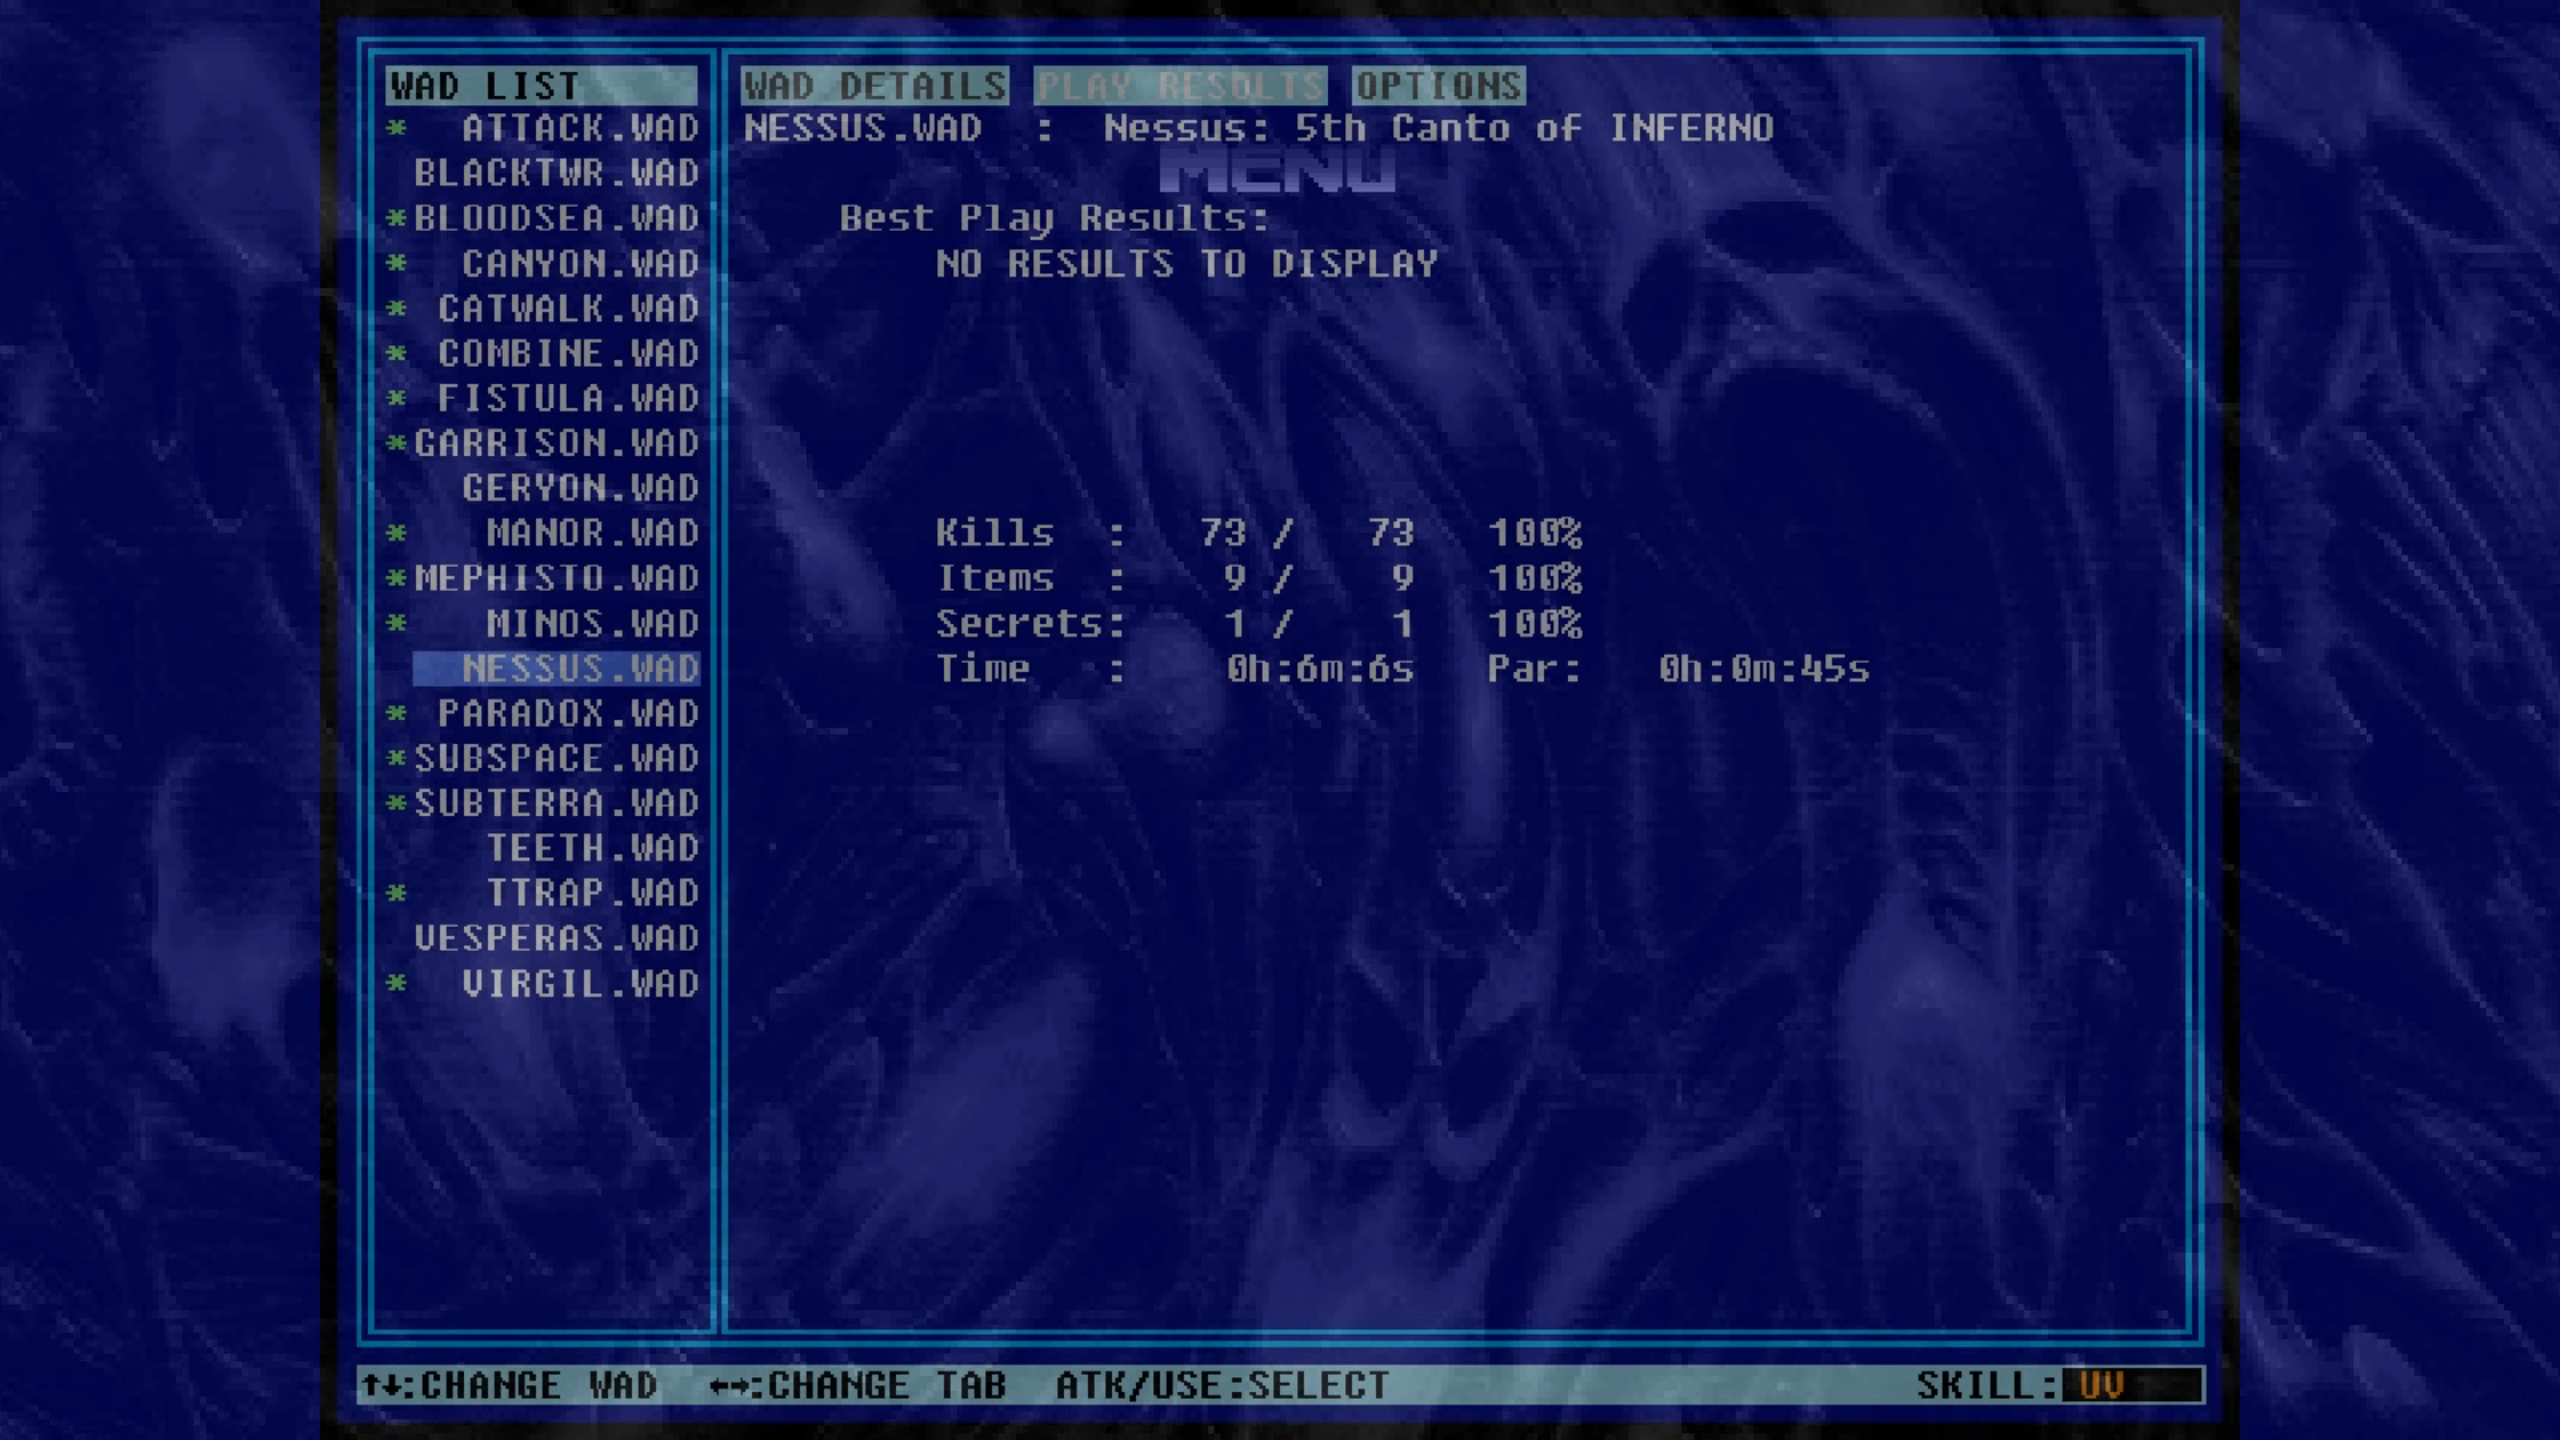 WAD LIST
* ATTACK.WAD
BLACKTWR.WAD
*BLOODSEA.WAD
* CANYON.WAD
* CATWALK.WAD
* COMBINE.WAD
* FISTULA.WAD
*GARRISON.WAD
GERYON.WAD
* MANOR.WAD
*MEPHISTO.WAD
* MINOS.WAD
NESSUS.WAD
* PARADOX.WAD
*SUBSPACE.WAD
*SUBTERRA.WAD
TEETH.WAD
* TTRAP.WAD
VESPERAS.WAD
* VIRGIL.WAD
WAD DETAILS PLAY RESULTS OPTIONS
NESSUS.WAD : Nessus: 5th Canto of INFERNO
MENU
Best Play Results:
NO RESULTS TO DISPLAY
Kills : 73 / 73 100%
Items : 9 / 9 100%
Secrets: 1 / 1 100%
Time : 0h:6m:6s Par: 0h:0m:45s
↑↓:CHANGE WAD ←→:CHANGE TAB ATK/USE:SELECT SKILL: UV